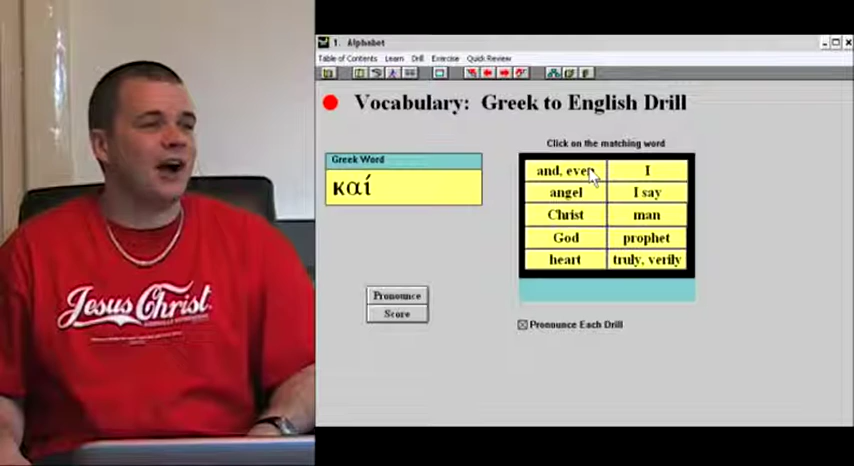 Jesus Christ
1. Alphabet
Table of Contents Learn Drill Exercise Quick Review
Vocabulary: Greek to English Drill
Click on the matching word
Greek Word
καί
and, even I
angel I say
Christ man
God prophet
heart truly, verily
Pronounce
Score
Pronounce Each Drill